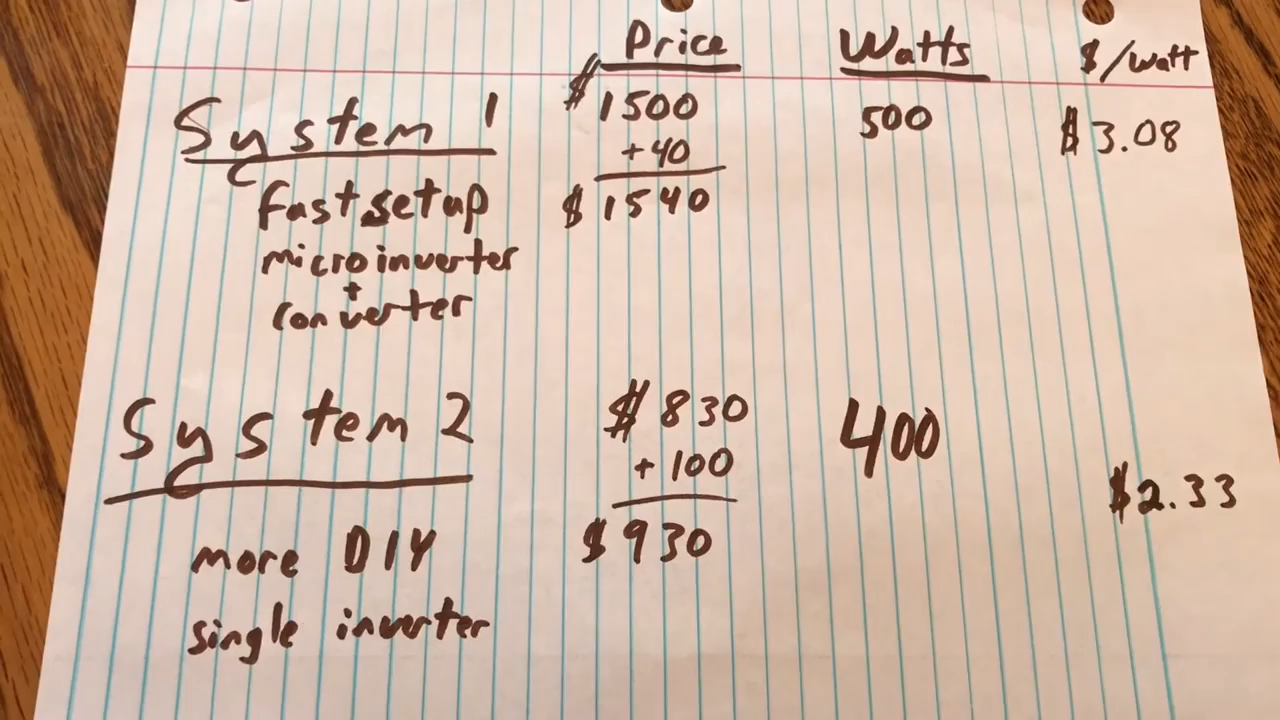 Price Watts $/watt
System 1 $1500 500 $3.08
+40
Fast setup $1540
microinverter
+
converter
System 2 $830 400
+100 $2.33
$930
more DIY
single inverter